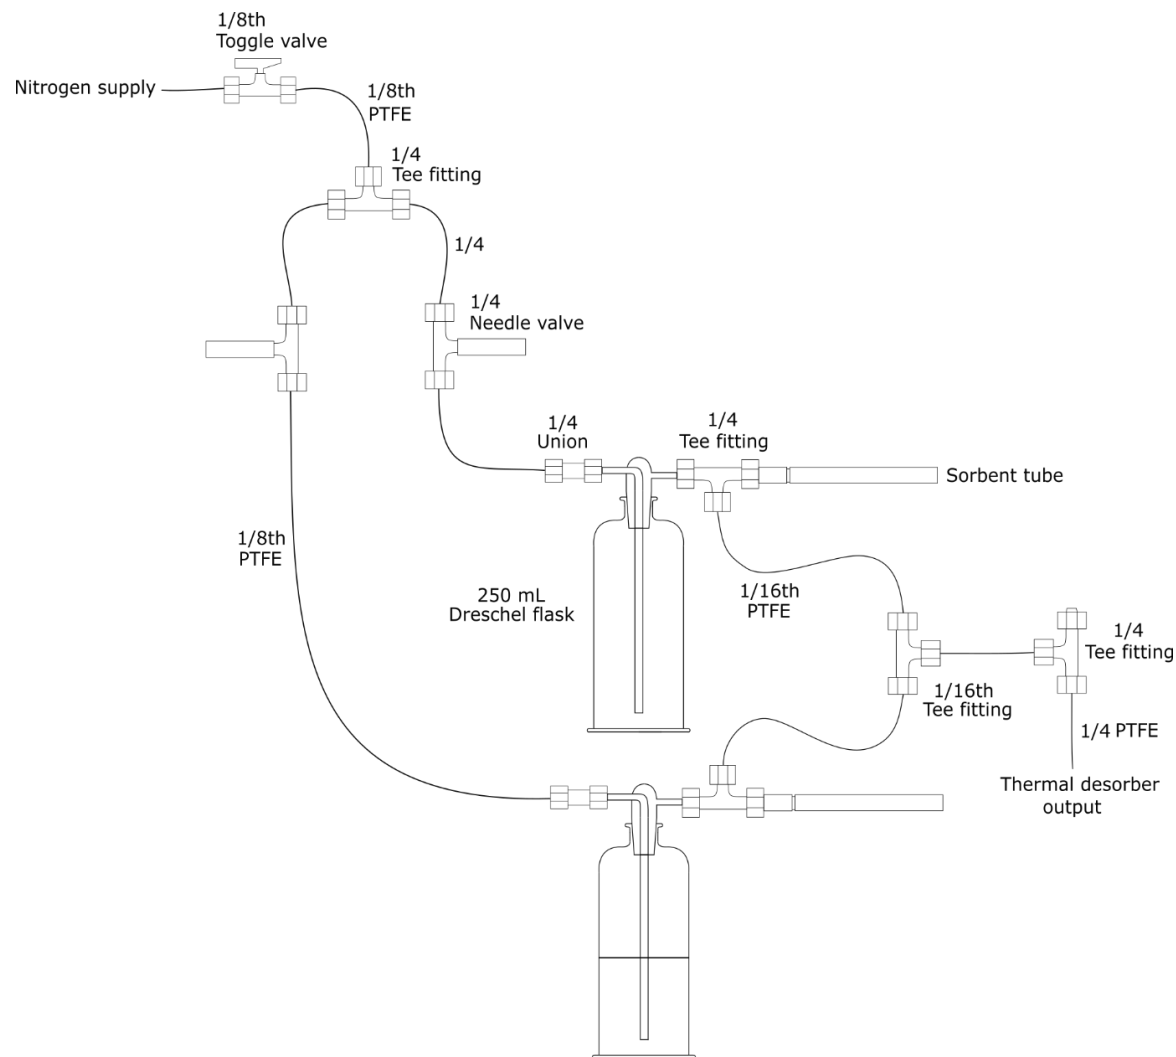 1/8th
Toggle valve
Nitrogen supply
1/8th
PTFE
1/4
Tee fitting
1/4
1/4
Needle valve
1/4
Union
1/4
Tee fitting
Sorbent tube
1/8th
PTFE
250 mL
Dreschel flask
1/16th
PTFE
1/4
Tee fitting
1/16th
Tee fitting
1/4 PTFE
Thermal desorber
output